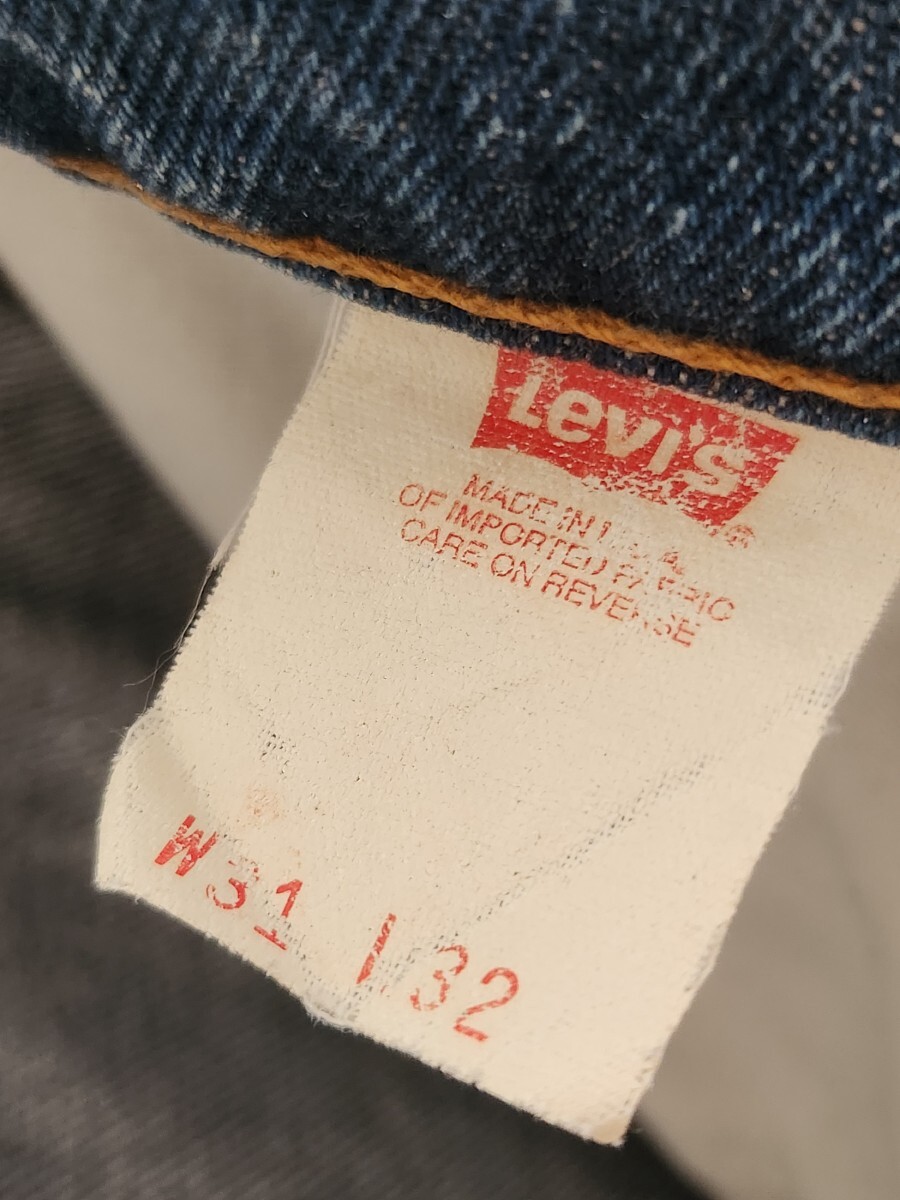 Levi's®
MADE IN U.S.A.
OF IMPORTED FABRIC
CARE ON REVERSE
W31 L32